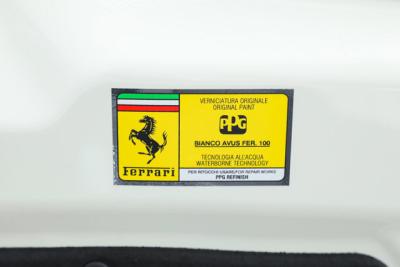 VERNICIATURA ORIGINALE
ORIGINAL PAINT
PPG
BIANCO AVUS FER. 100
TECNOLOGIA ALL'ACQUA
WATERBORNE TECHNOLOGY
Ferrari
PER RITOCCHI USARE/FOR REPAIR WORKS
PPG REFINISH